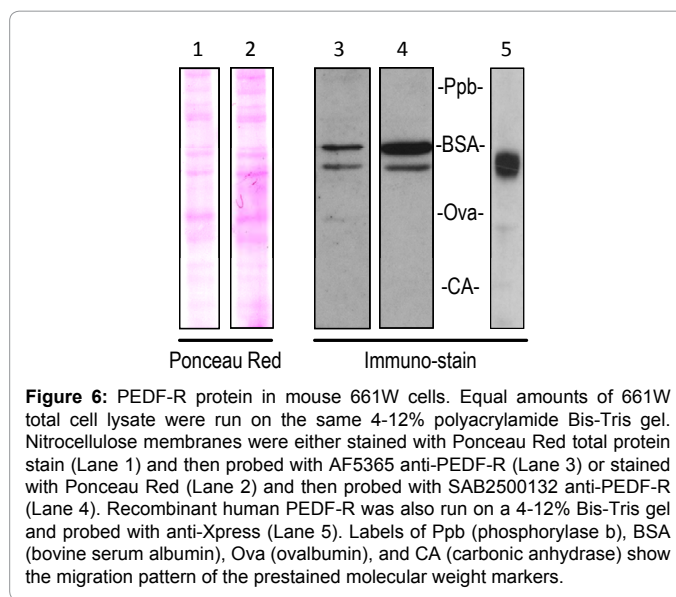 1 2 3 4 5
-Ppb-
-BSA-
-Ova-
-CA-
Ponceau Red Immuno-stain
Figure 6: PEDF-R protein in mouse 661W cells. Equal amounts of 661W
total cell lysate were run on the same 4-12% polyacrylamide Bis-Tris gel.
Nitrocellulose membranes were either stained with Ponceau Red total protein
stain (Lane 1) and then probed with AF5365 anti-PEDF-R (Lane 3) or stained
with Ponceau Red (Lane 2) and then probed with SAB2500132 anti-PEDF-R
(Lane 4). Recombinant human PEDF-R was also run on a 4-12% Bis-Tris gel
and probed with anti-Xpress (Lane 5). Labels of Ppb (phosphorylase b), BSA
(bovine serum albumin), Ova (ovalbumin), and CA (carbonic anhydrase) show
the migration pattern of the prestained molecular weight markers.